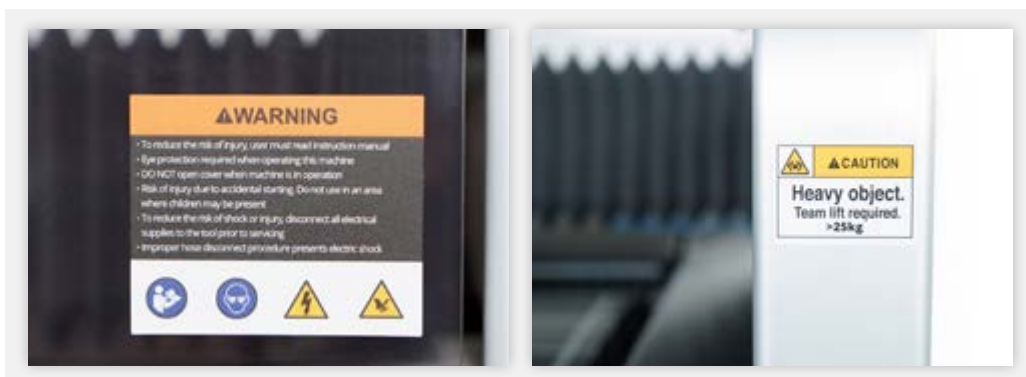 WARNING
· To reduce the risk of injury, user must read instruction manual
· Eye protection required when operating this machine
· DO NOT open cover when machine is in operation
· Risk of injury due to accidental starting. Do not use in an area
where children may be present
· To reduce the risk of shock or injury, disconnect all electrical
supplies to the tool prior to servicing
· Improper hose disconnect procedure presents electric shock
CAUTION
Heavy object.
Team lift required.
>25kg